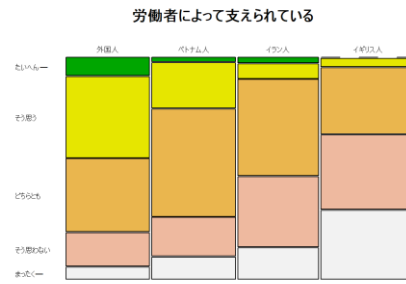 労働者によって支えられている
外国人 ベトナム人 イラン人 イギリス人
たいへん
そう思う
どちらとも
そう思わない
まったく